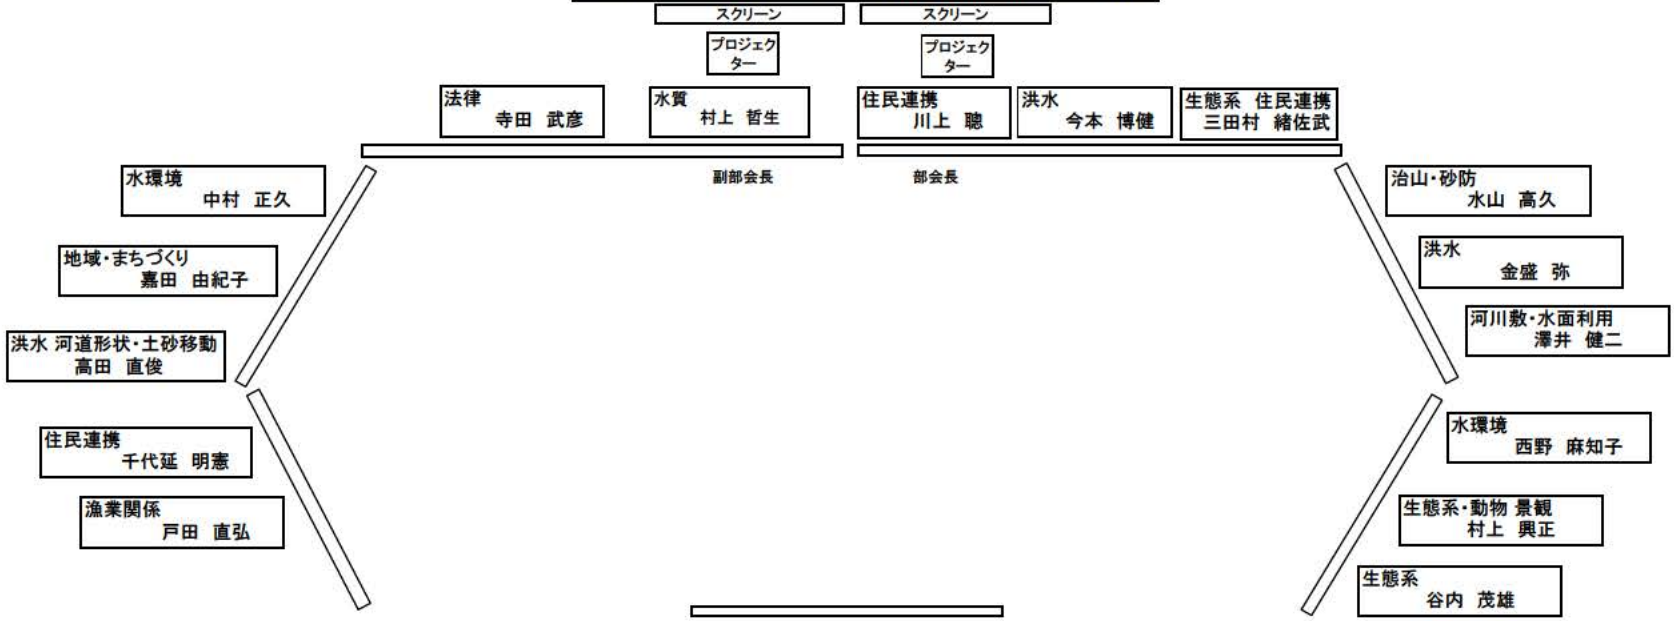 スクリーン
スクリーン
プロジェク
ター
プロジェク
ター
法律
寺田 武彦
水質
村上 哲生
住民連携
川上 聰
洪水
今本 博健
生態系 住民連携
三田村 緒佐武
副部会長
部会長
水環境
中村 正久
地域・まちづくり
嘉田 由紀子
洪水 河道形状・土砂移動
高田 直俊
住民連携
千代延 明憲
漁業関係
戸田 直弘
治山・砂防
水山 高久
洪水
金盛 弥
河川敷・水面利用
澤井 健二
水環境
西野 麻知子
生態系・動物 景観
村上 興正
生態系
谷内 茂雄